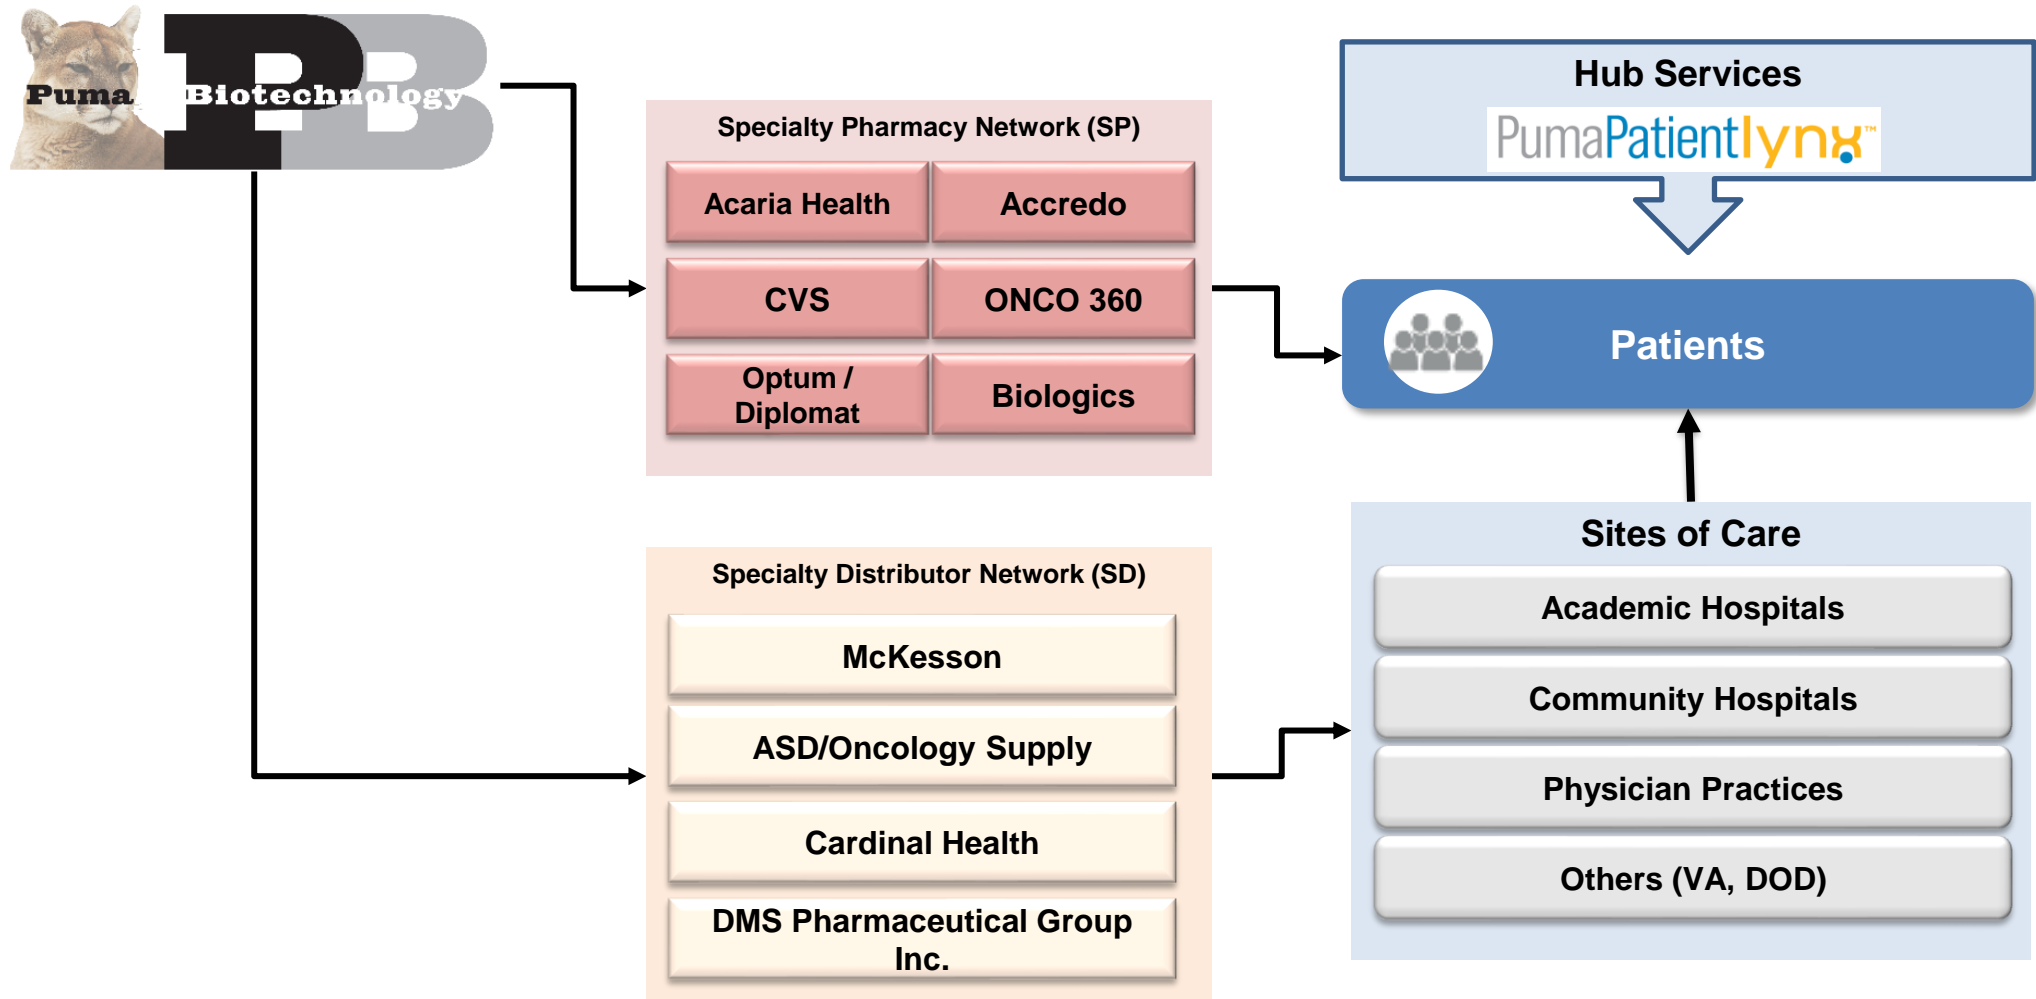 Puma Biotechnology
Specialty Pharmacy Network (SP)
Acaria Health
Accredo
CVS
ONCO 360
Optum /
Diplomat
Biologics
Specialty Distributor Network (SD)
McKesson
ASD/Oncology Supply
Cardinal Health
DMS Pharmaceutical Group
Inc.
Hub Services
PumaPatientlynx™
Patients
Sites of Care
Academic Hospitals
Community Hospitals
Physician Practices
Others (VA, DOD)